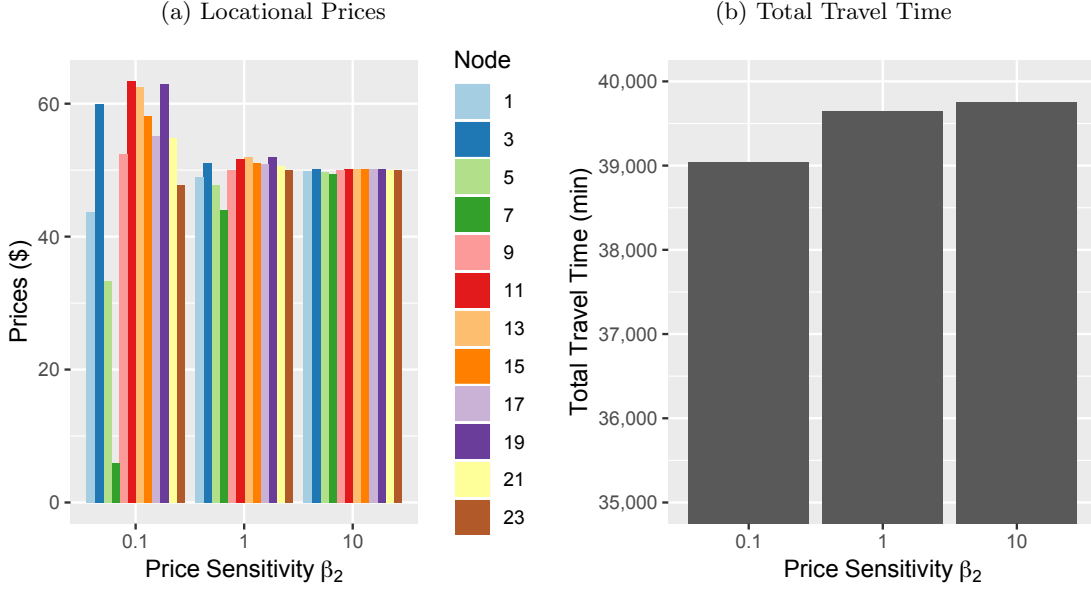 (a) Locational Prices
Prices ($)
60
40
20
0
0.1 1 10
Price Sensitivity β₂
Node
1
3
5
7
9
11
13
15
17
19
21
23
(b) Total Travel Time
Total Travel Time (min)
40,000
39,000
38,000
37,000
36,000
35,000
0.1 1 10
Price Sensitivity β₂